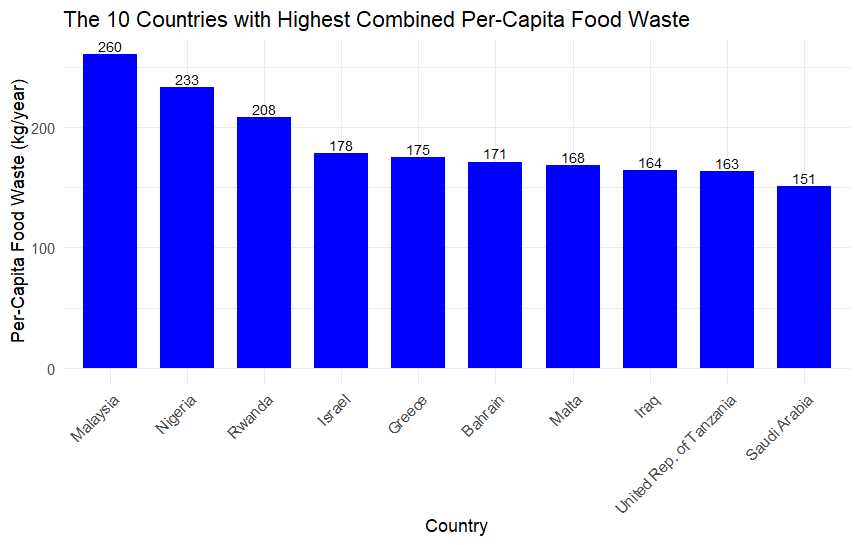 The 10 Countries with Highest Combined Per-Capita Food Waste
Per-Capita Food Waste (kg/year)
200
100
0
260
233
208
178
175
171
168
164
163
151
Malaysia
Nigeria
Rwanda
Israel
Greece
Bahrain
Malta
Iraq
United Rep. of Tanzania
Saudi Arabia
Country